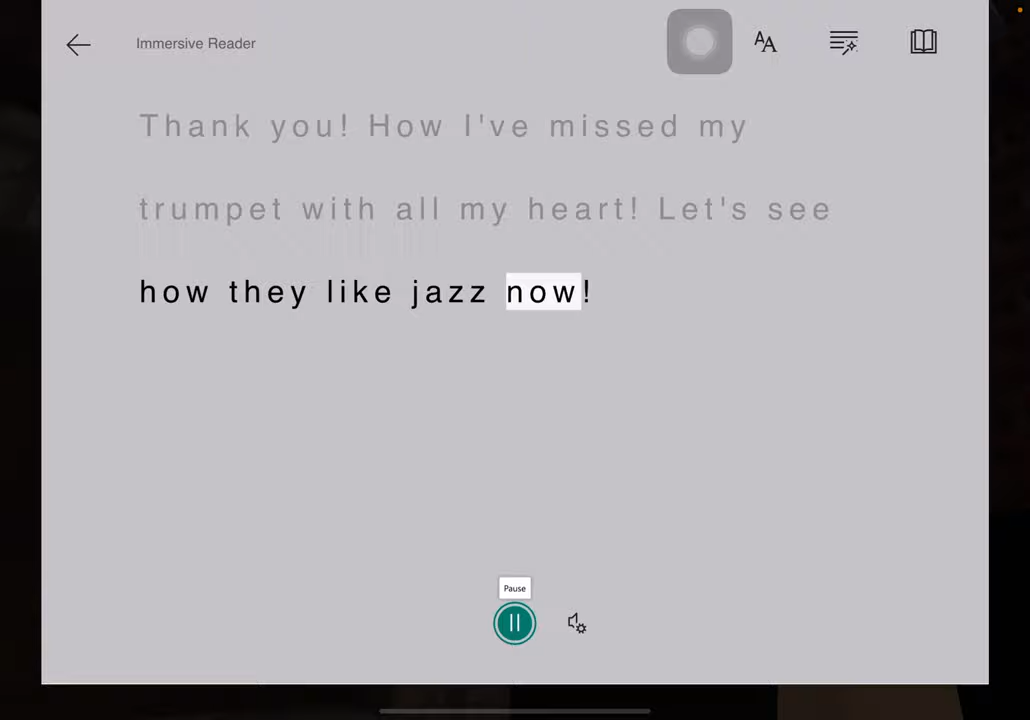 Immersive Reader
AA
Thank you! How I've missed my
trumpet with all my heart! Let's see
how they like jazz now!
Pause